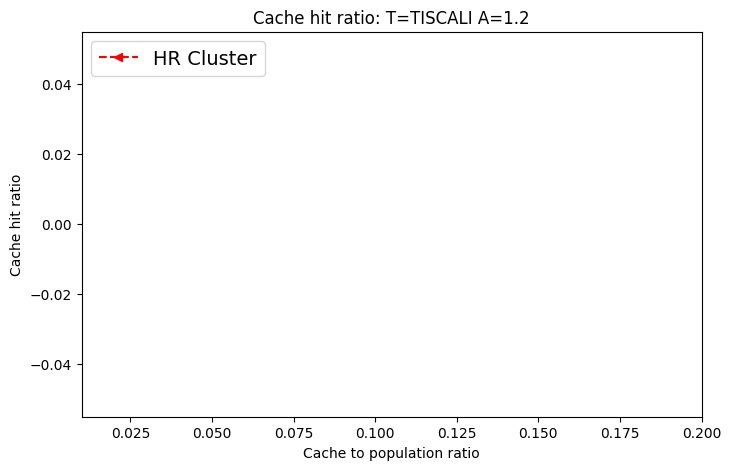 Cache hit ratio: T=TISCALI A=1.2
HR Cluster
Cache hit ratio
0.04
0.02
0.00
−0.02
−0.04
0.025 0.050 0.075 0.100 0.125 0.150 0.175 0.200
Cache to population ratio